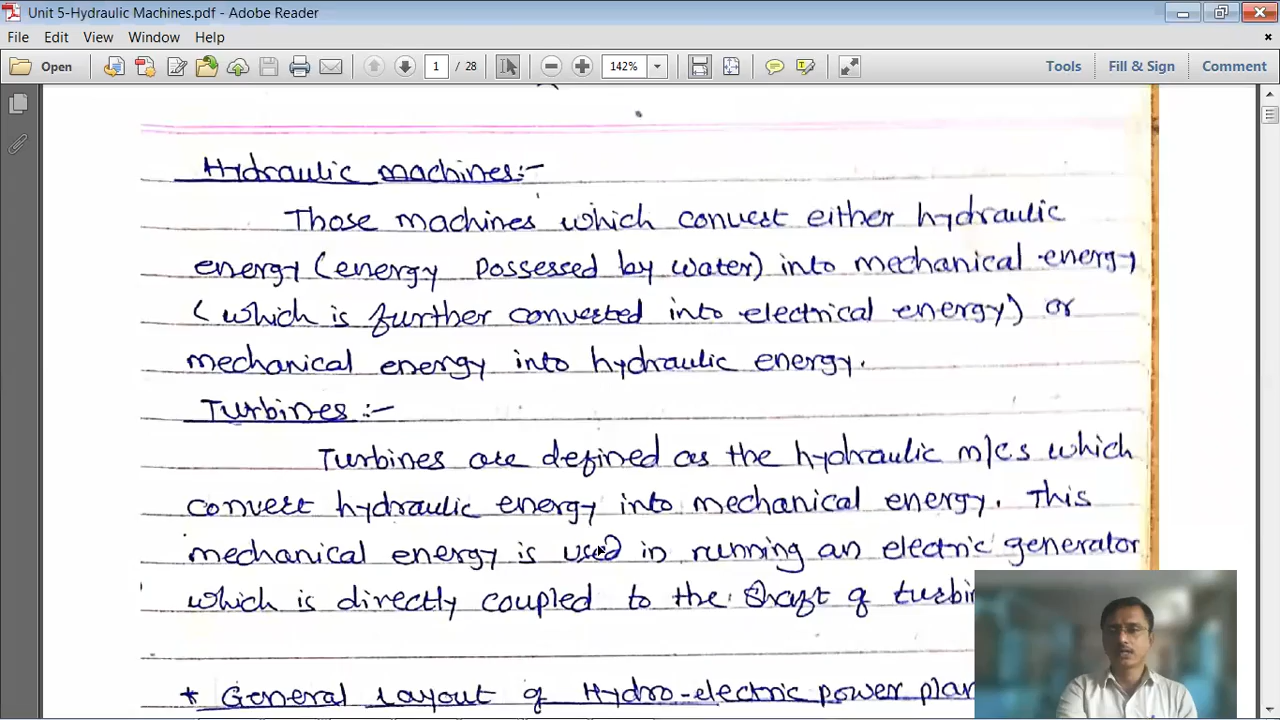 Unit 5-Hydraulic Machines.pdf - Adobe Reader
File Edit View Window Help
Open 1 / 28 142% Tools Fill & Sign Comment
Hydraulic machines:-
Those machines which convert either hydraulic
energy (energy possessed by water) into mechanical energy
(which is further converted into electrical energy) or
mechanical energy into hydraulic energy.
Turbines :-
Turbines are defined as the hydraulic m/cs which
convert hydraulic energy into mechanical energy. This
mechanical energy is used in running an electric generator
which is directly coupled to the shaft of turbin
* General Layout of Hydro-electric power plan